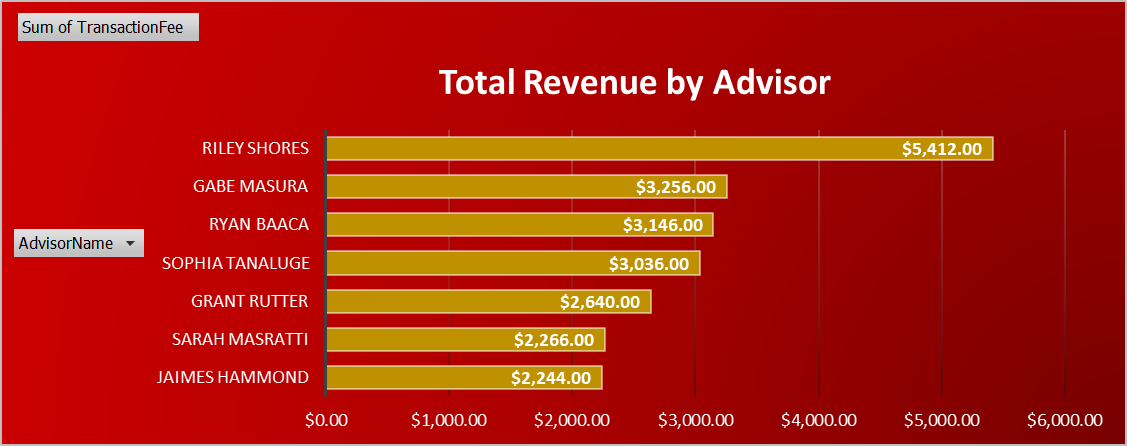 Sum of TransactionFee
Total Revenue by Advisor
RILEY SHORES $5,412.00
GABE MASURA $3,256.00
RYAN BAACA $3,146.00
AdvisorName
SOPHIA TANALUGE $3,036.00
GRANT RUTTER $2,640.00
SARAH MASRATTI $2,266.00
JAIMES HAMMOND $2,244.00
$0.00 $1,000.00 $2,000.00 $3,000.00 $4,000.00 $5,000.00 $6,000.00